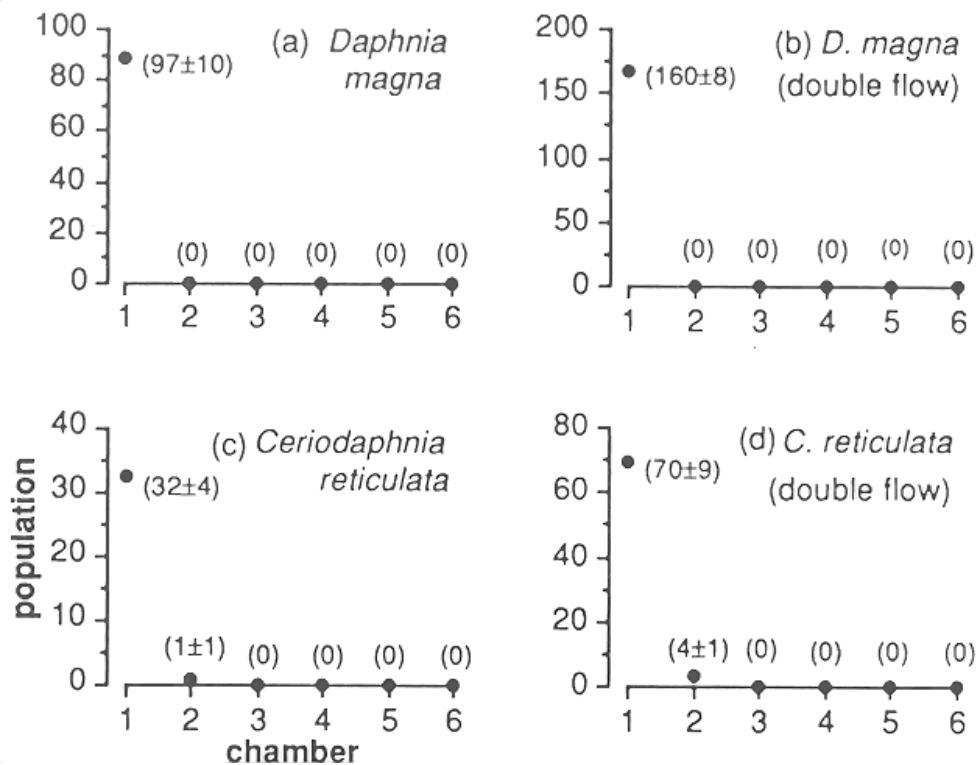 100
80
60
40
20
0
(a) Daphnia
magna
(97±10)
(0) (0) (0) (0) (0)
1 2 3 4 5 6
200
150
100
50
0
(b) D. magna
(double flow)
(160±8)
(0) (0) (0) (0) (0)
1 2 3 4 5 6
population
40
30
20
10
0
(c) Ceriodaphnia
reticulata
(32±4)
(1±1) (0) (0) (0) (0)
1 2 3 4 5 6
chamber
80
60
40
20
0
(d) C. reticulata
(double flow)
(70±9)
(4±1) (0) (0) (0) (0)
1 2 3 4 5 6